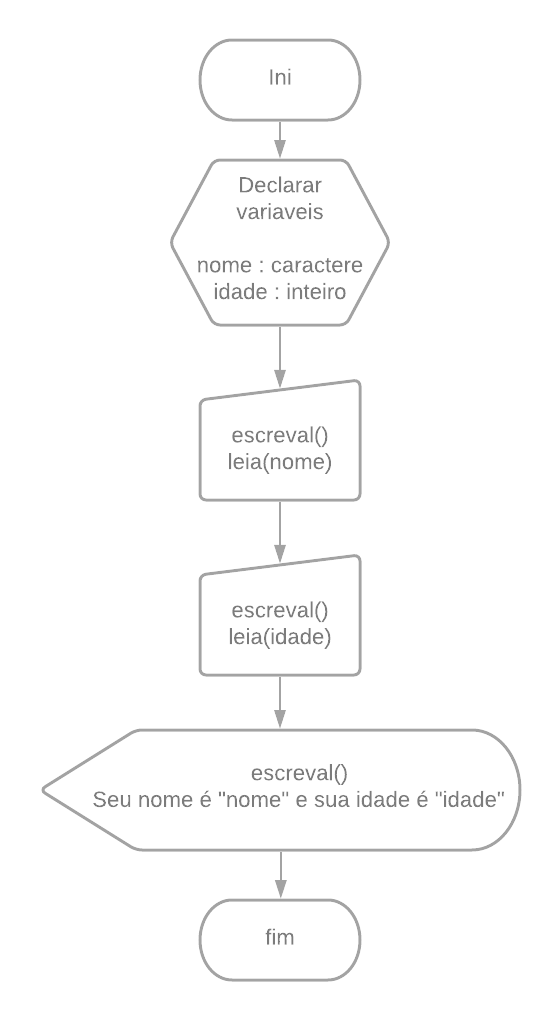 Ini
Declarar
variaveis
nome : caractere
idade : inteiro
escreval()
leia(nome)
escreval()
leia(idade)
escreval()
Seu nome é "nome" e sua idade é "idade"
fim